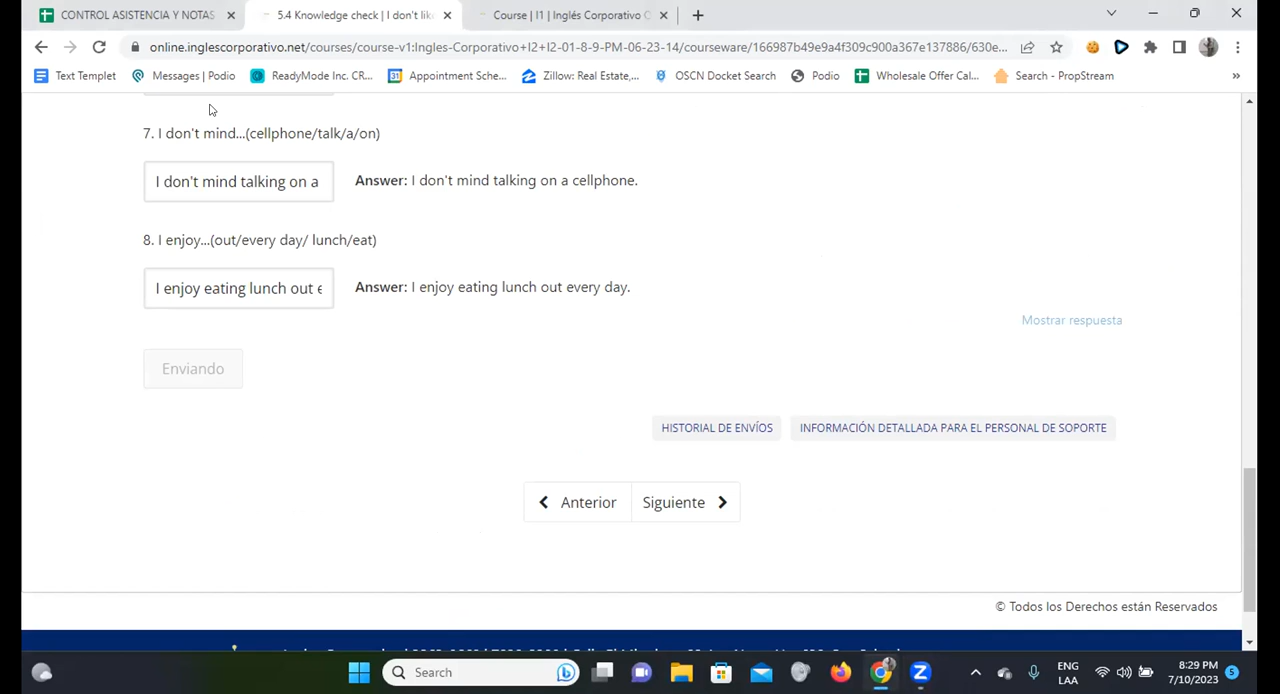 CONTROL ASISTENCIA Y NOTAS
5.4 Knowledge check | I don't lik
Course | I1 | Inglés Corporativo
online.inglescorporativo.net/courses/course-v1:Ingles-Corporativo+I2+I2-01-8-9-PM-06-23-14/courseware/166987b49e9a4f309c900a367e137886/630e...
Text Templet
Messages | Podio
ReadyMode Inc. CR...
Appointment Sche...
Zillow: Real Estate,...
OSCN Docket Search
Podio
Wholesale Offer Cal...
Search - PropStream
»
7. I don't mind...(cellphone/talk/a/on)
I don't mind talking on a
Answer: I don't mind talking on a cellphone.
8. I enjoy...(out/every day/ lunch/eat)
I enjoy eating lunch out e
Answer: I enjoy eating lunch out every day.
Mostrar respuesta
Enviando
HISTORIAL DE ENVÍOS
INFORMACIÓN DETALLADA PARA EL PERSONAL DE SOPORTE
Anterior
Siguiente
© Todos los Derechos están Reservados
Search
ENG
LAA
8:29 PM
7/10/2023
5